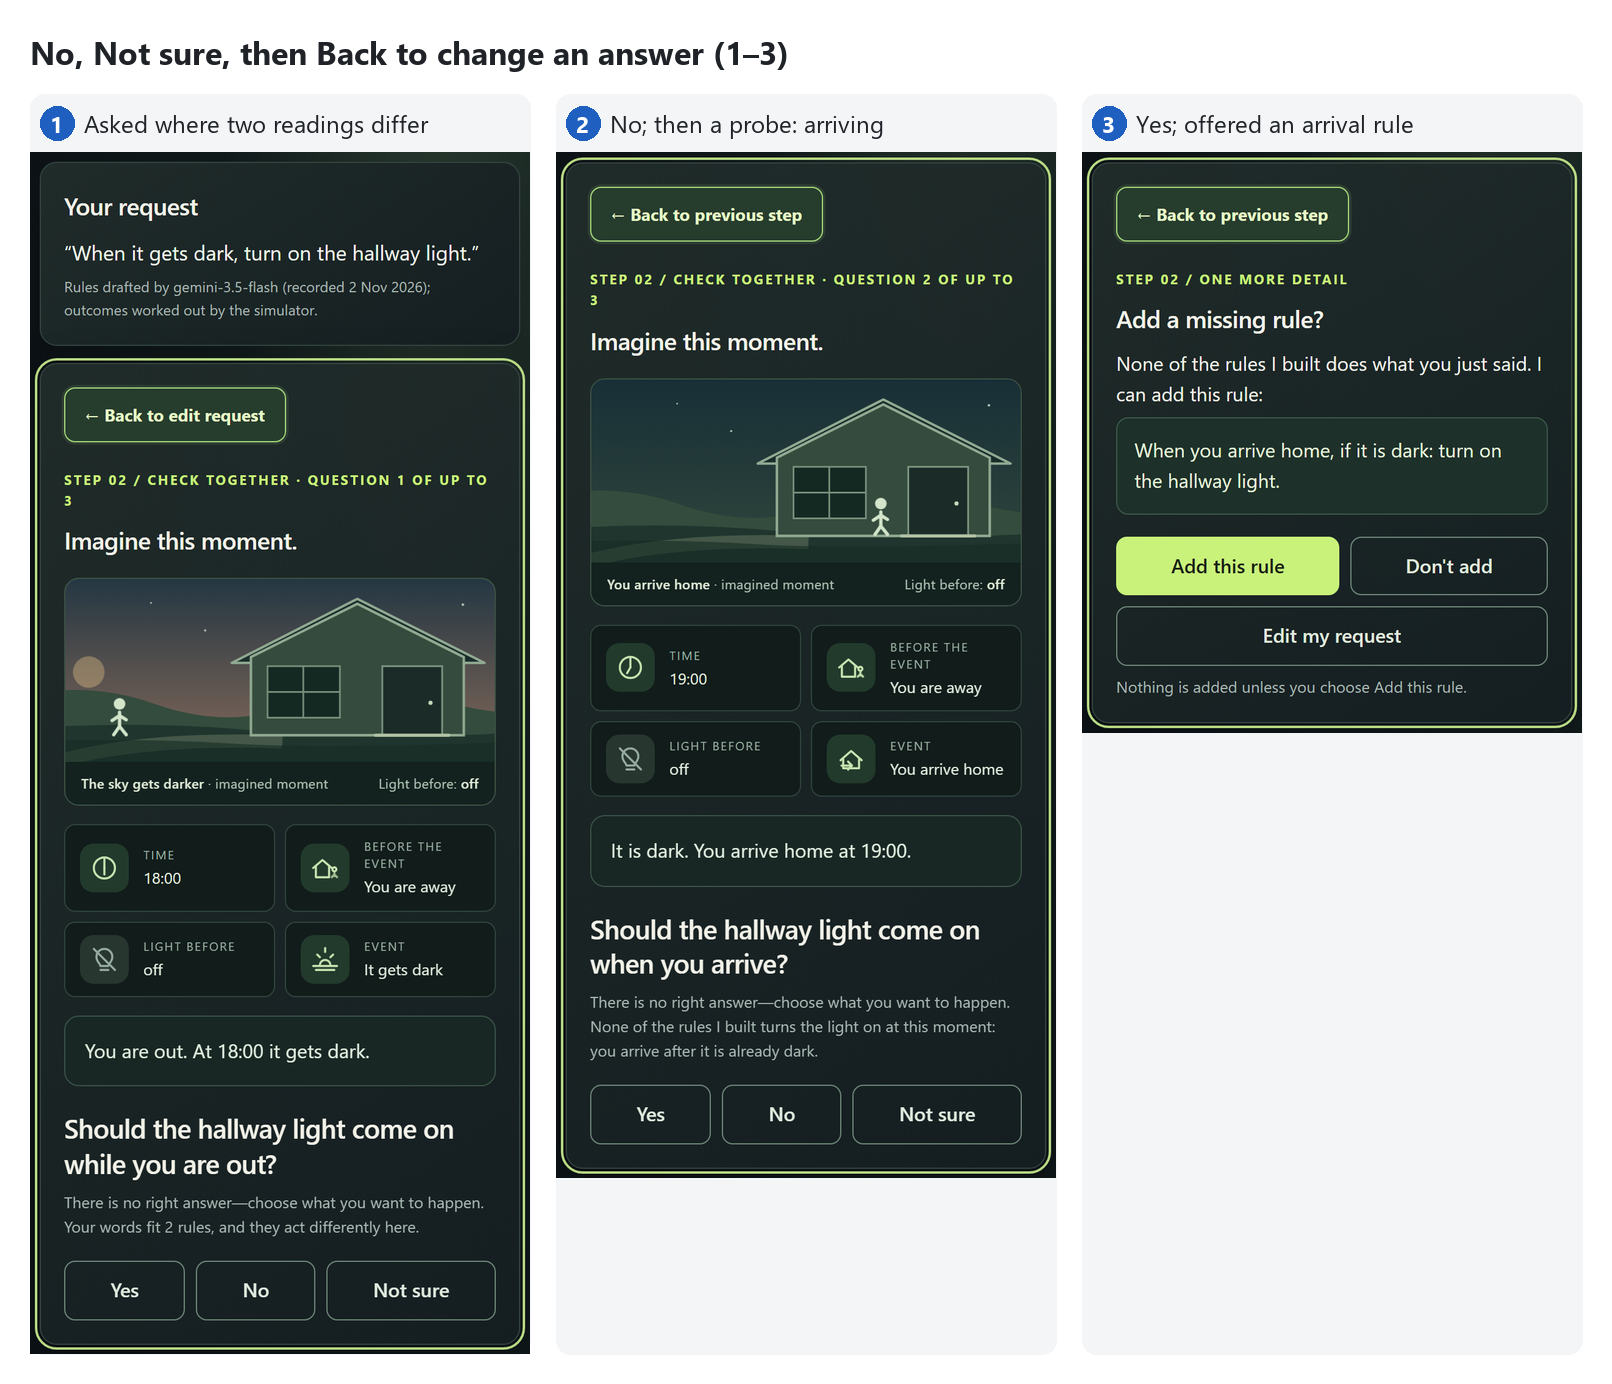 No, Not sure, then Back to change an answer (1–3)
1 Asked where two readings differ
Your request
“When it gets dark, turn on the hallway light.”
Rules drafted by gemini-3.5-flash (recorded 2 Nov 2026);
outcomes worked out by the simulator.
← Back to edit request
STEP 02 / CHECK TOGETHER · QUESTION 1 OF UP TO
3
Imagine this moment.
The sky gets darker · imagined moment
Light before: off
TIME
18:00
BEFORE THE
EVENT
You are away
LIGHT BEFORE
off
EVENT
It gets dark
You are out. At 18:00 it gets dark.
Should the hallway light come on
while you are out?
There is no right answer—choose what you want to happen.
Your words fit 2 rules, and they act differently here.
Yes
No
Not sure
2 No; then a probe: arriving
← Back to previous step
STEP 02 / CHECK TOGETHER · QUESTION 2 OF UP TO
3
Imagine this moment.
You arrive home · imagined moment
Light before: off
TIME
19:00
BEFORE THE
EVENT
You are away
LIGHT BEFORE
off
EVENT
You arrive home
It is dark. You arrive home at 19:00.
Should the hallway light come on
when you arrive?
There is no right answer—choose what you want to happen.
None of the rules I built turns the light on at this moment:
you arrive after it is already dark.
Yes
No
Not sure
3 Yes; offered an arrival rule
← Back to previous step
STEP 02 / ONE MORE DETAIL
Add a missing rule?
None of the rules I built does what you just said. I
can add this rule:
When you arrive home, if it is dark: turn on
the hallway light.
Add this rule
Don't add
Edit my request
Nothing is added unless you choose Add this rule.